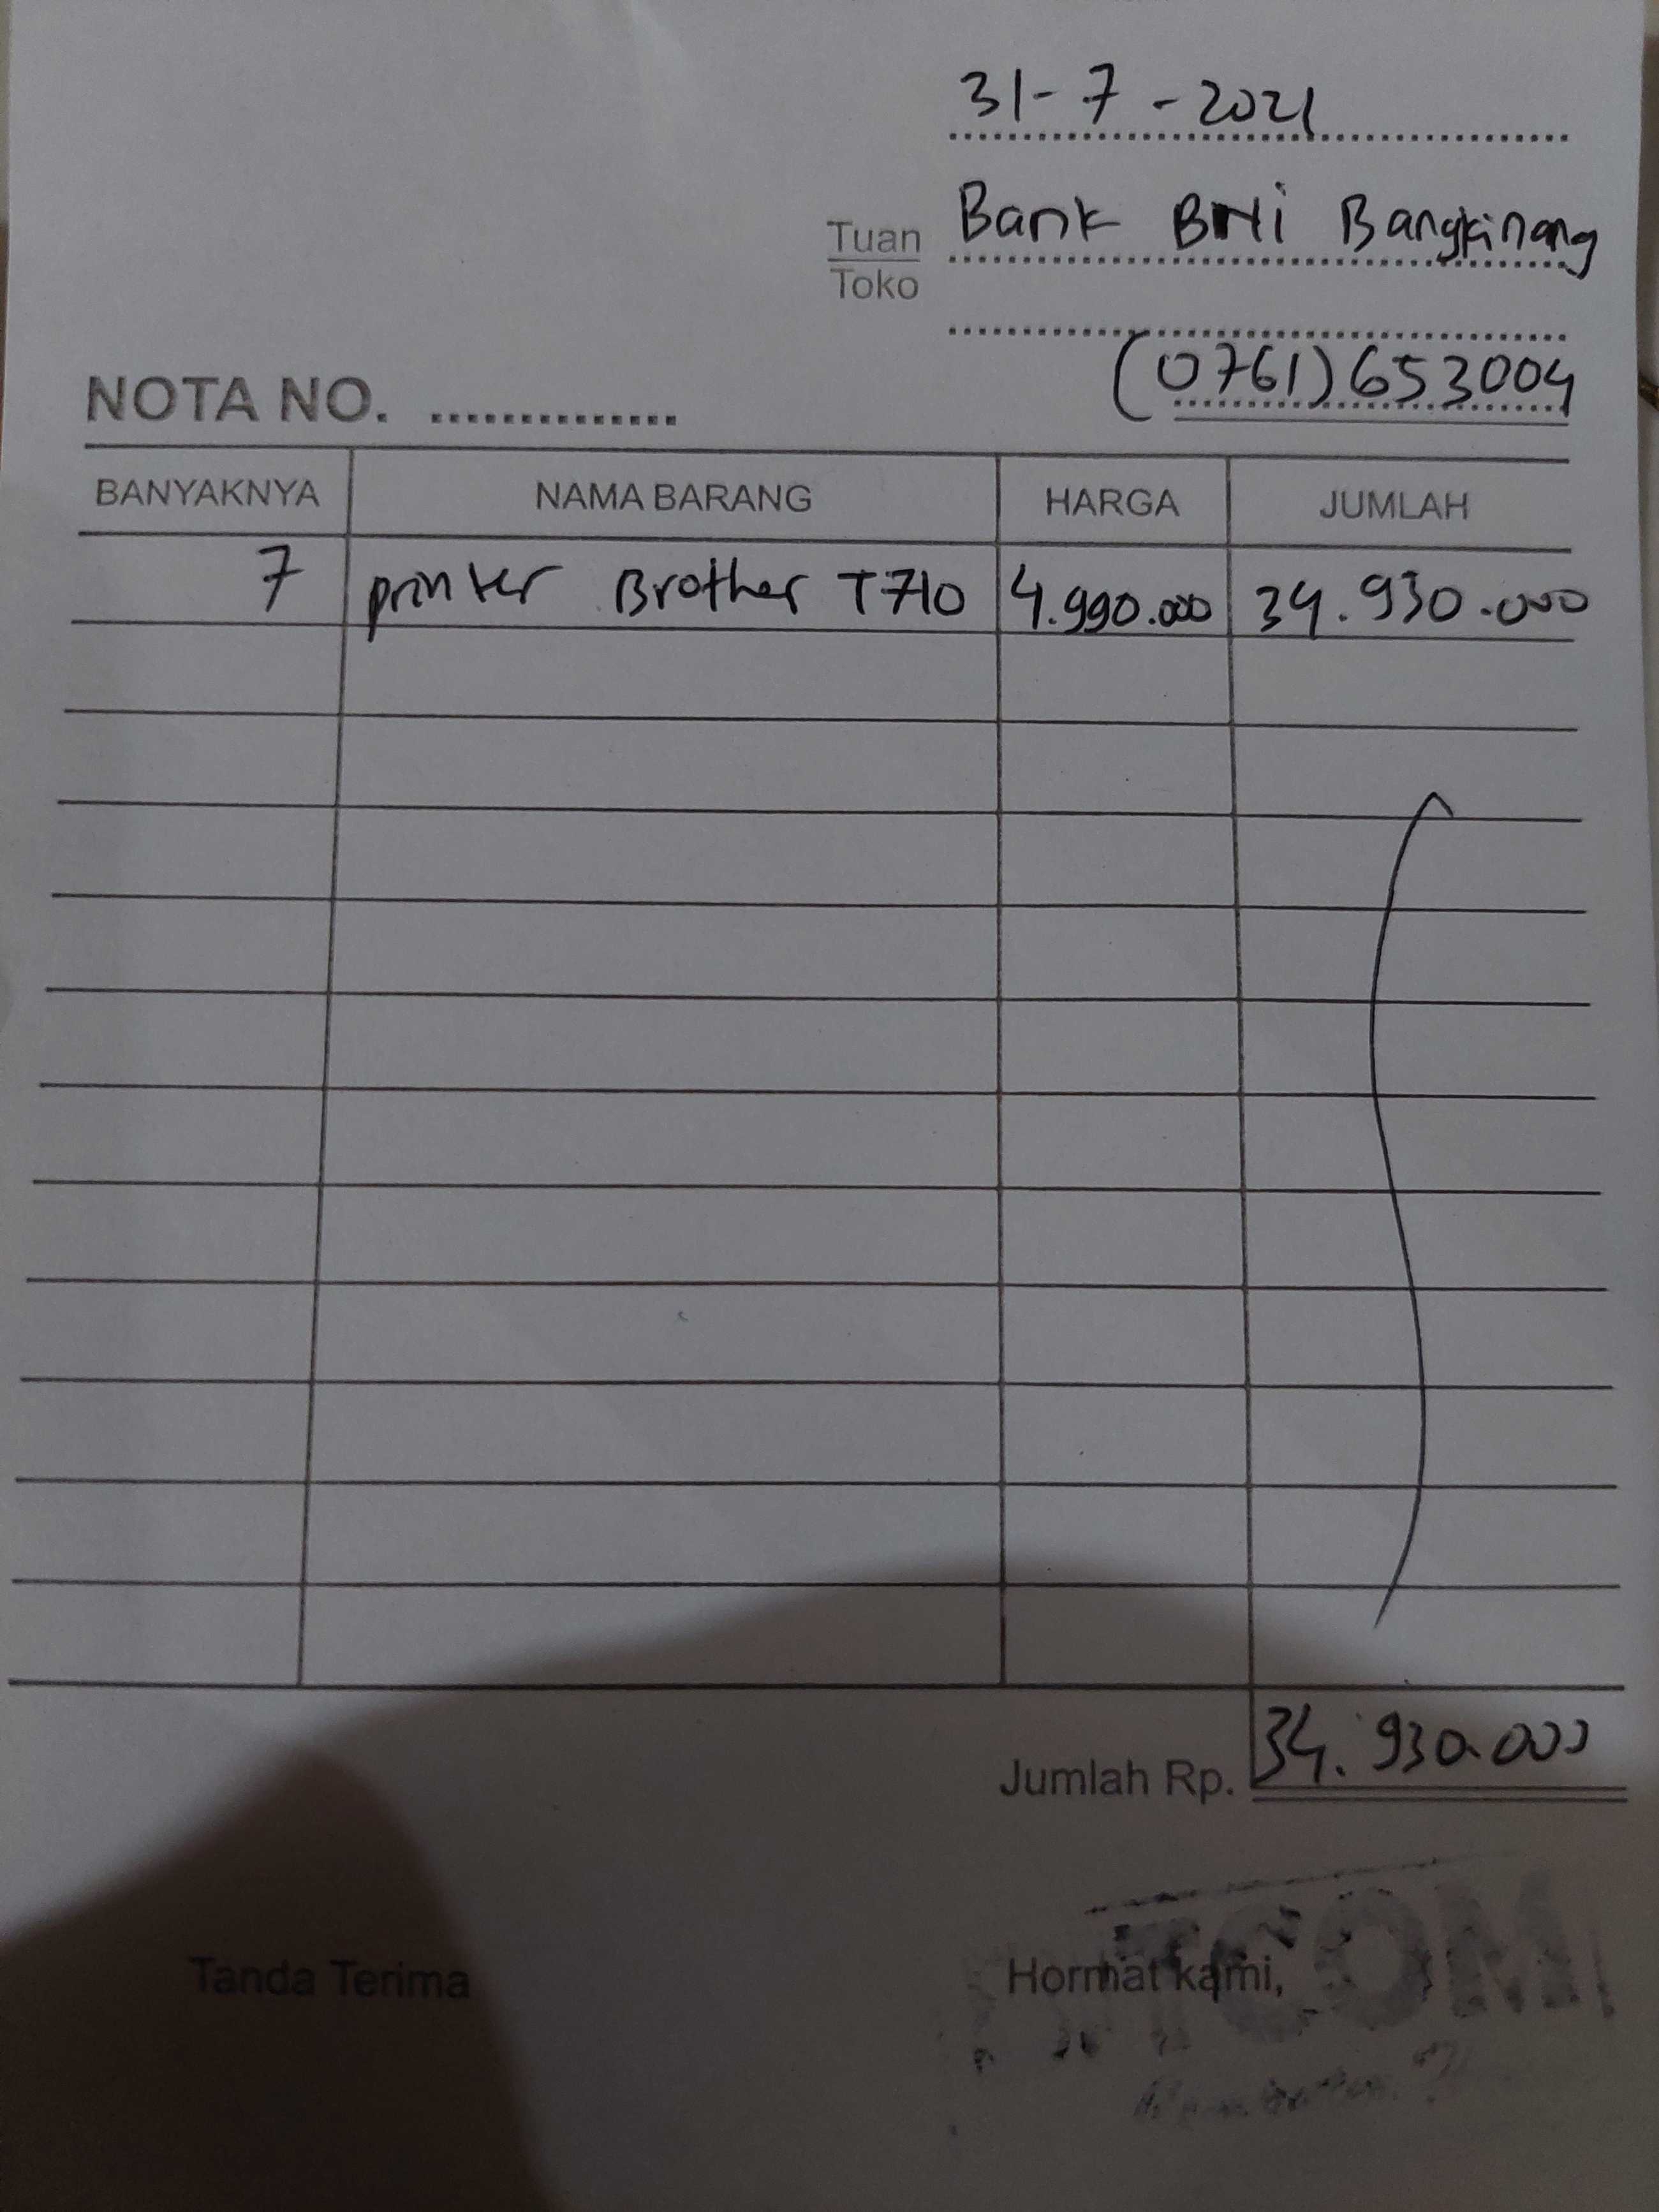 31-7-2021
Tuan Bank BNi Bangkinang
Toko
(0761)653004
NOTA NO. ..............
BANYAKNYA NAMA BARANG HARGA JUMLAH
7 printer Brother T710 4.990.000 34.930.000
Jumlah Rp. 34.930.000
Tanda Terima Hormat kami,